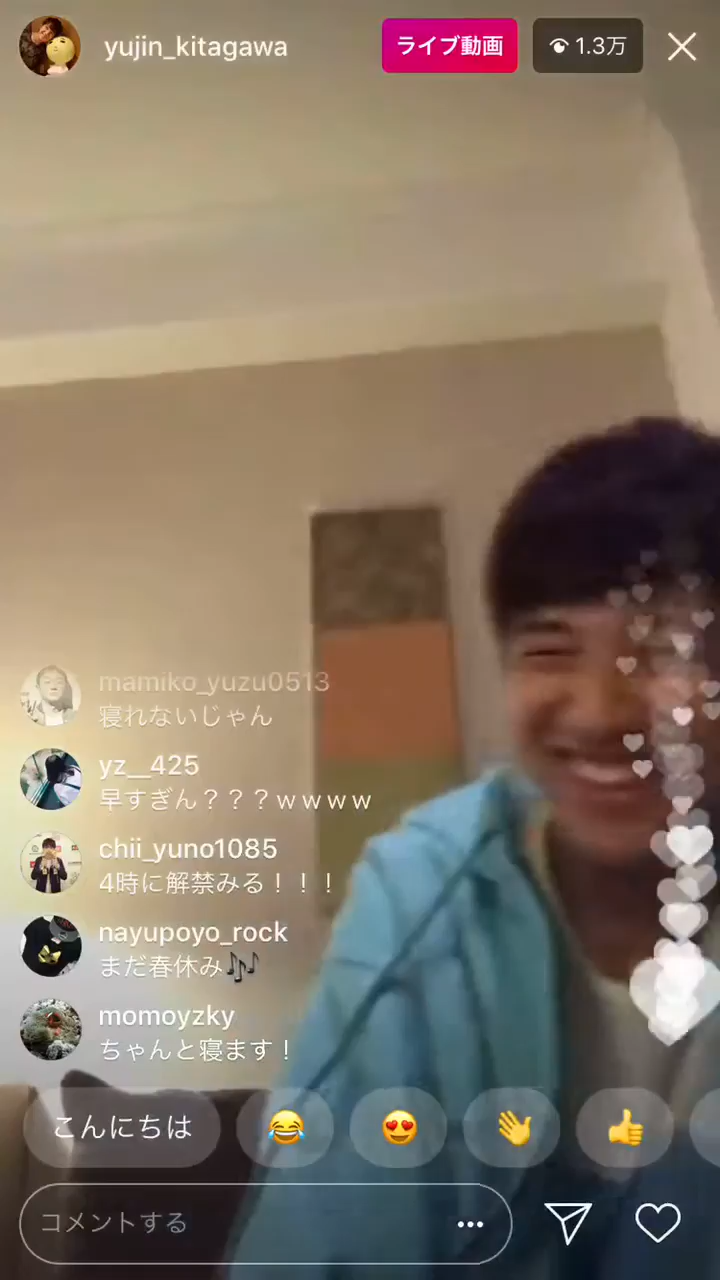 yujin_kitagawa
ライブ動画
1.3万
mamiko_yuzu0513
寝れないじゃん
yz__425
早すぎん？？？ｗｗｗｗ
chii_yuno1085
4時に解禁みる！！！
nayupoyo_rock
まだ春休み🎶
momoyzky
ちゃんと寝ます！
こんにちは
コメントする